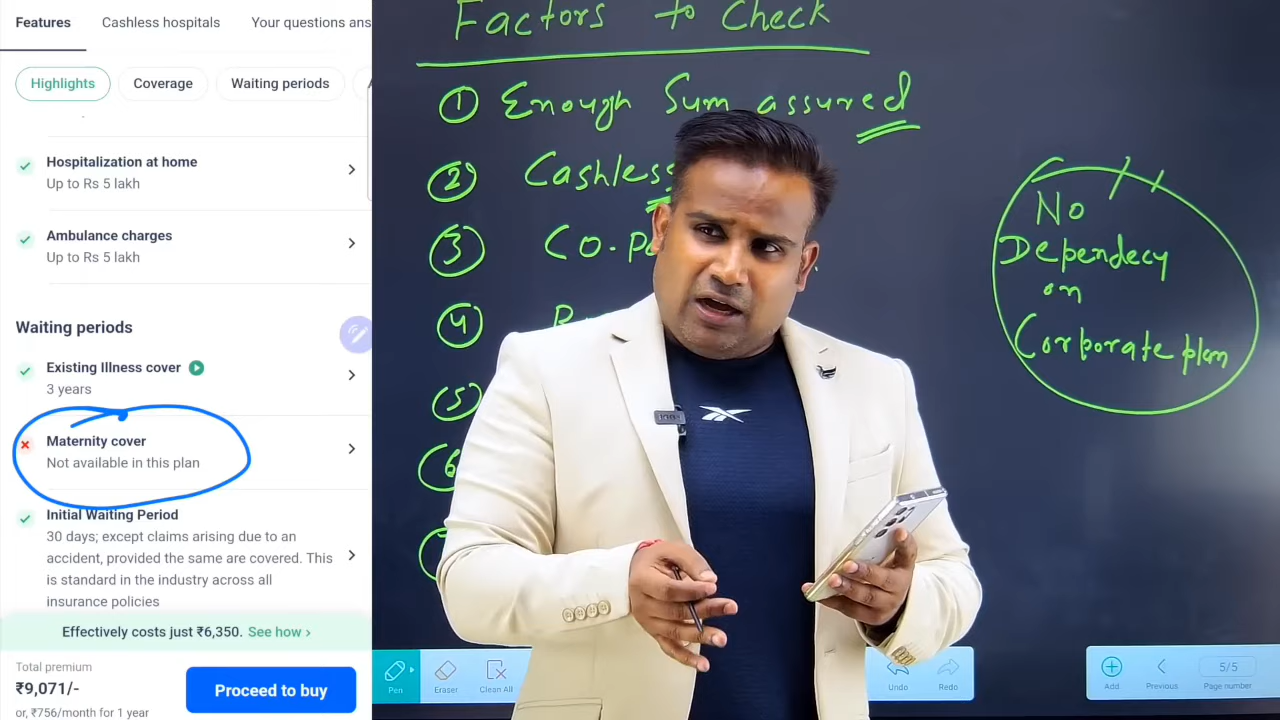 Features
Cashless hospitals
Your questions ans
Highlights
Coverage
Waiting periods
Hospitalization at home
Up to Rs 5 lakh
Ambulance charges
Up to Rs 5 lakh
Waiting periods
Existing Illness cover
3 years
Maternity cover
Not available in this plan
Initial Waiting Period
30 days; except claims arising due to an
accident, provided the same are covered. This
is standard in the industry across all
insurance policies
Effectively costs just ₹6,350. See how ›
Total premium
₹9,071/-
or, ₹756/month for 1 year
Proceed to buy
Factors to Check
1 Enough Sum assured
2 Cashless
3 Co-Pa
4
5
6
No
Dependecy
on
Corporate plan
Pen
Eraser
Clean All
Undo
Redo
Add
Previous
5/5
Page number